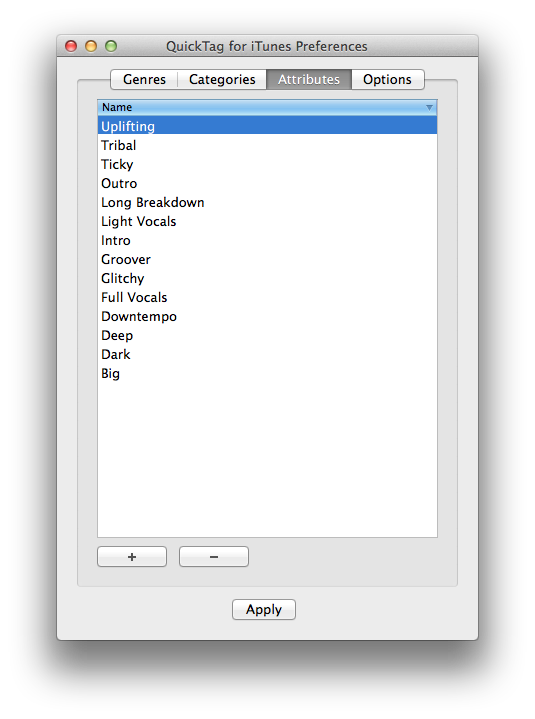 QuickTag for iTunes Preferences
Genres Categories Attributes Options
Name
Uplifting
Tribal
Ticky
Outro
Long Breakdown
Light Vocals
Intro
Groover
Glitchy
Full Vocals
Downtempo
Deep
Dark
Big
+ −
Apply